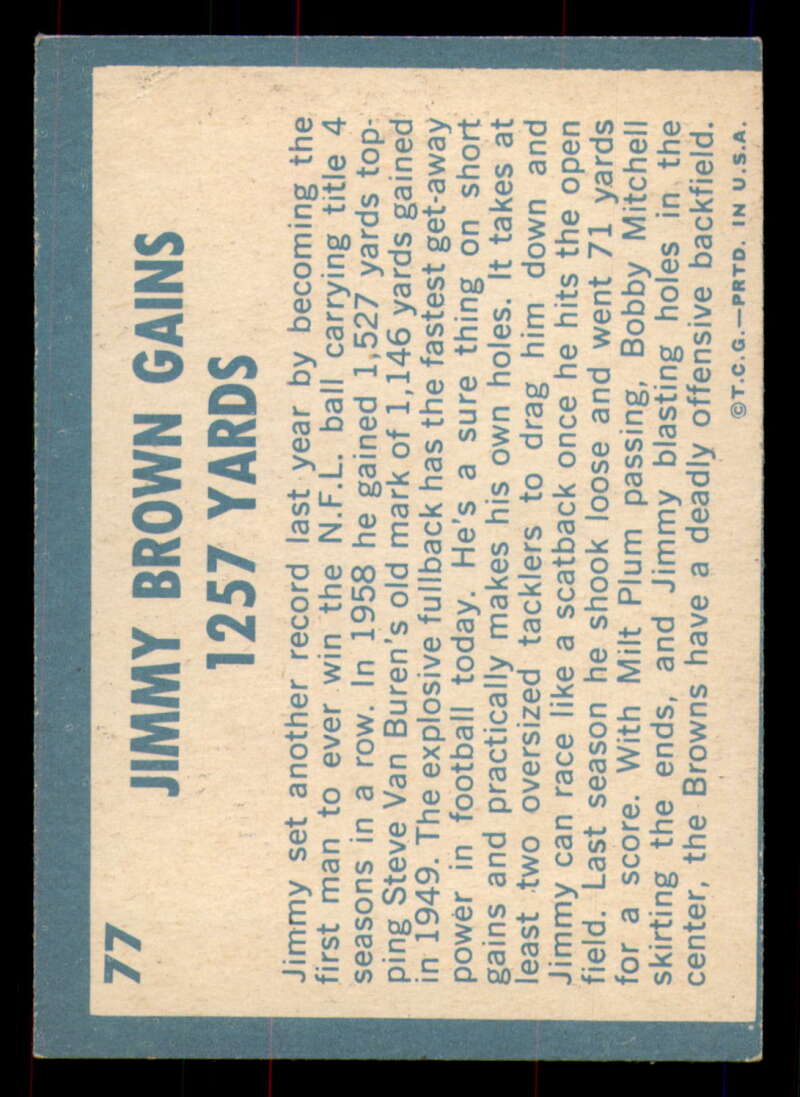 77
JIMMY BROWN GAINS
1257 YARDS
Jimmy set another record last year by becoming the
first man to ever win the N.F.L. ball carrying title 4
seasons in a row. In 1958 he gained 1,527 yards top-
ping Steve Van Buren's old mark of 1,146 yards gained
in 1949. The explosive fullback has the fastest get-away
power in football today. He's a sure thing on short
gains and practically makes his own holes. It takes at
least two oversized tacklers to drag him down and
Jimmy can race like a scatback once he hits the open
field. Last season he shook loose and went 71 yards
for a score. With Milt Plum passing, Bobby Mitchell
skirting the ends, and Jimmy blasting holes in the
center, the Browns have a deadly offensive backfield.
©T.C.G.—PRTD. IN U.S.A.